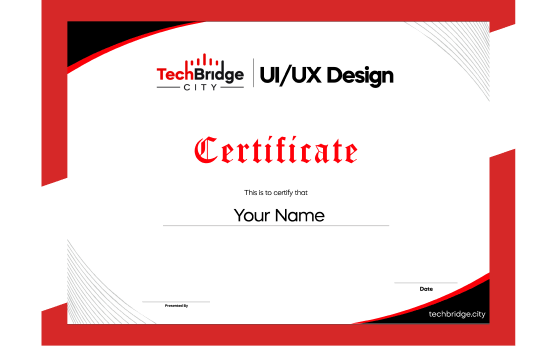 TechBridge
CITY
UI/UX Design
Certificate
This is to certify that
Your Name
Date
Presented By
techbridge.city